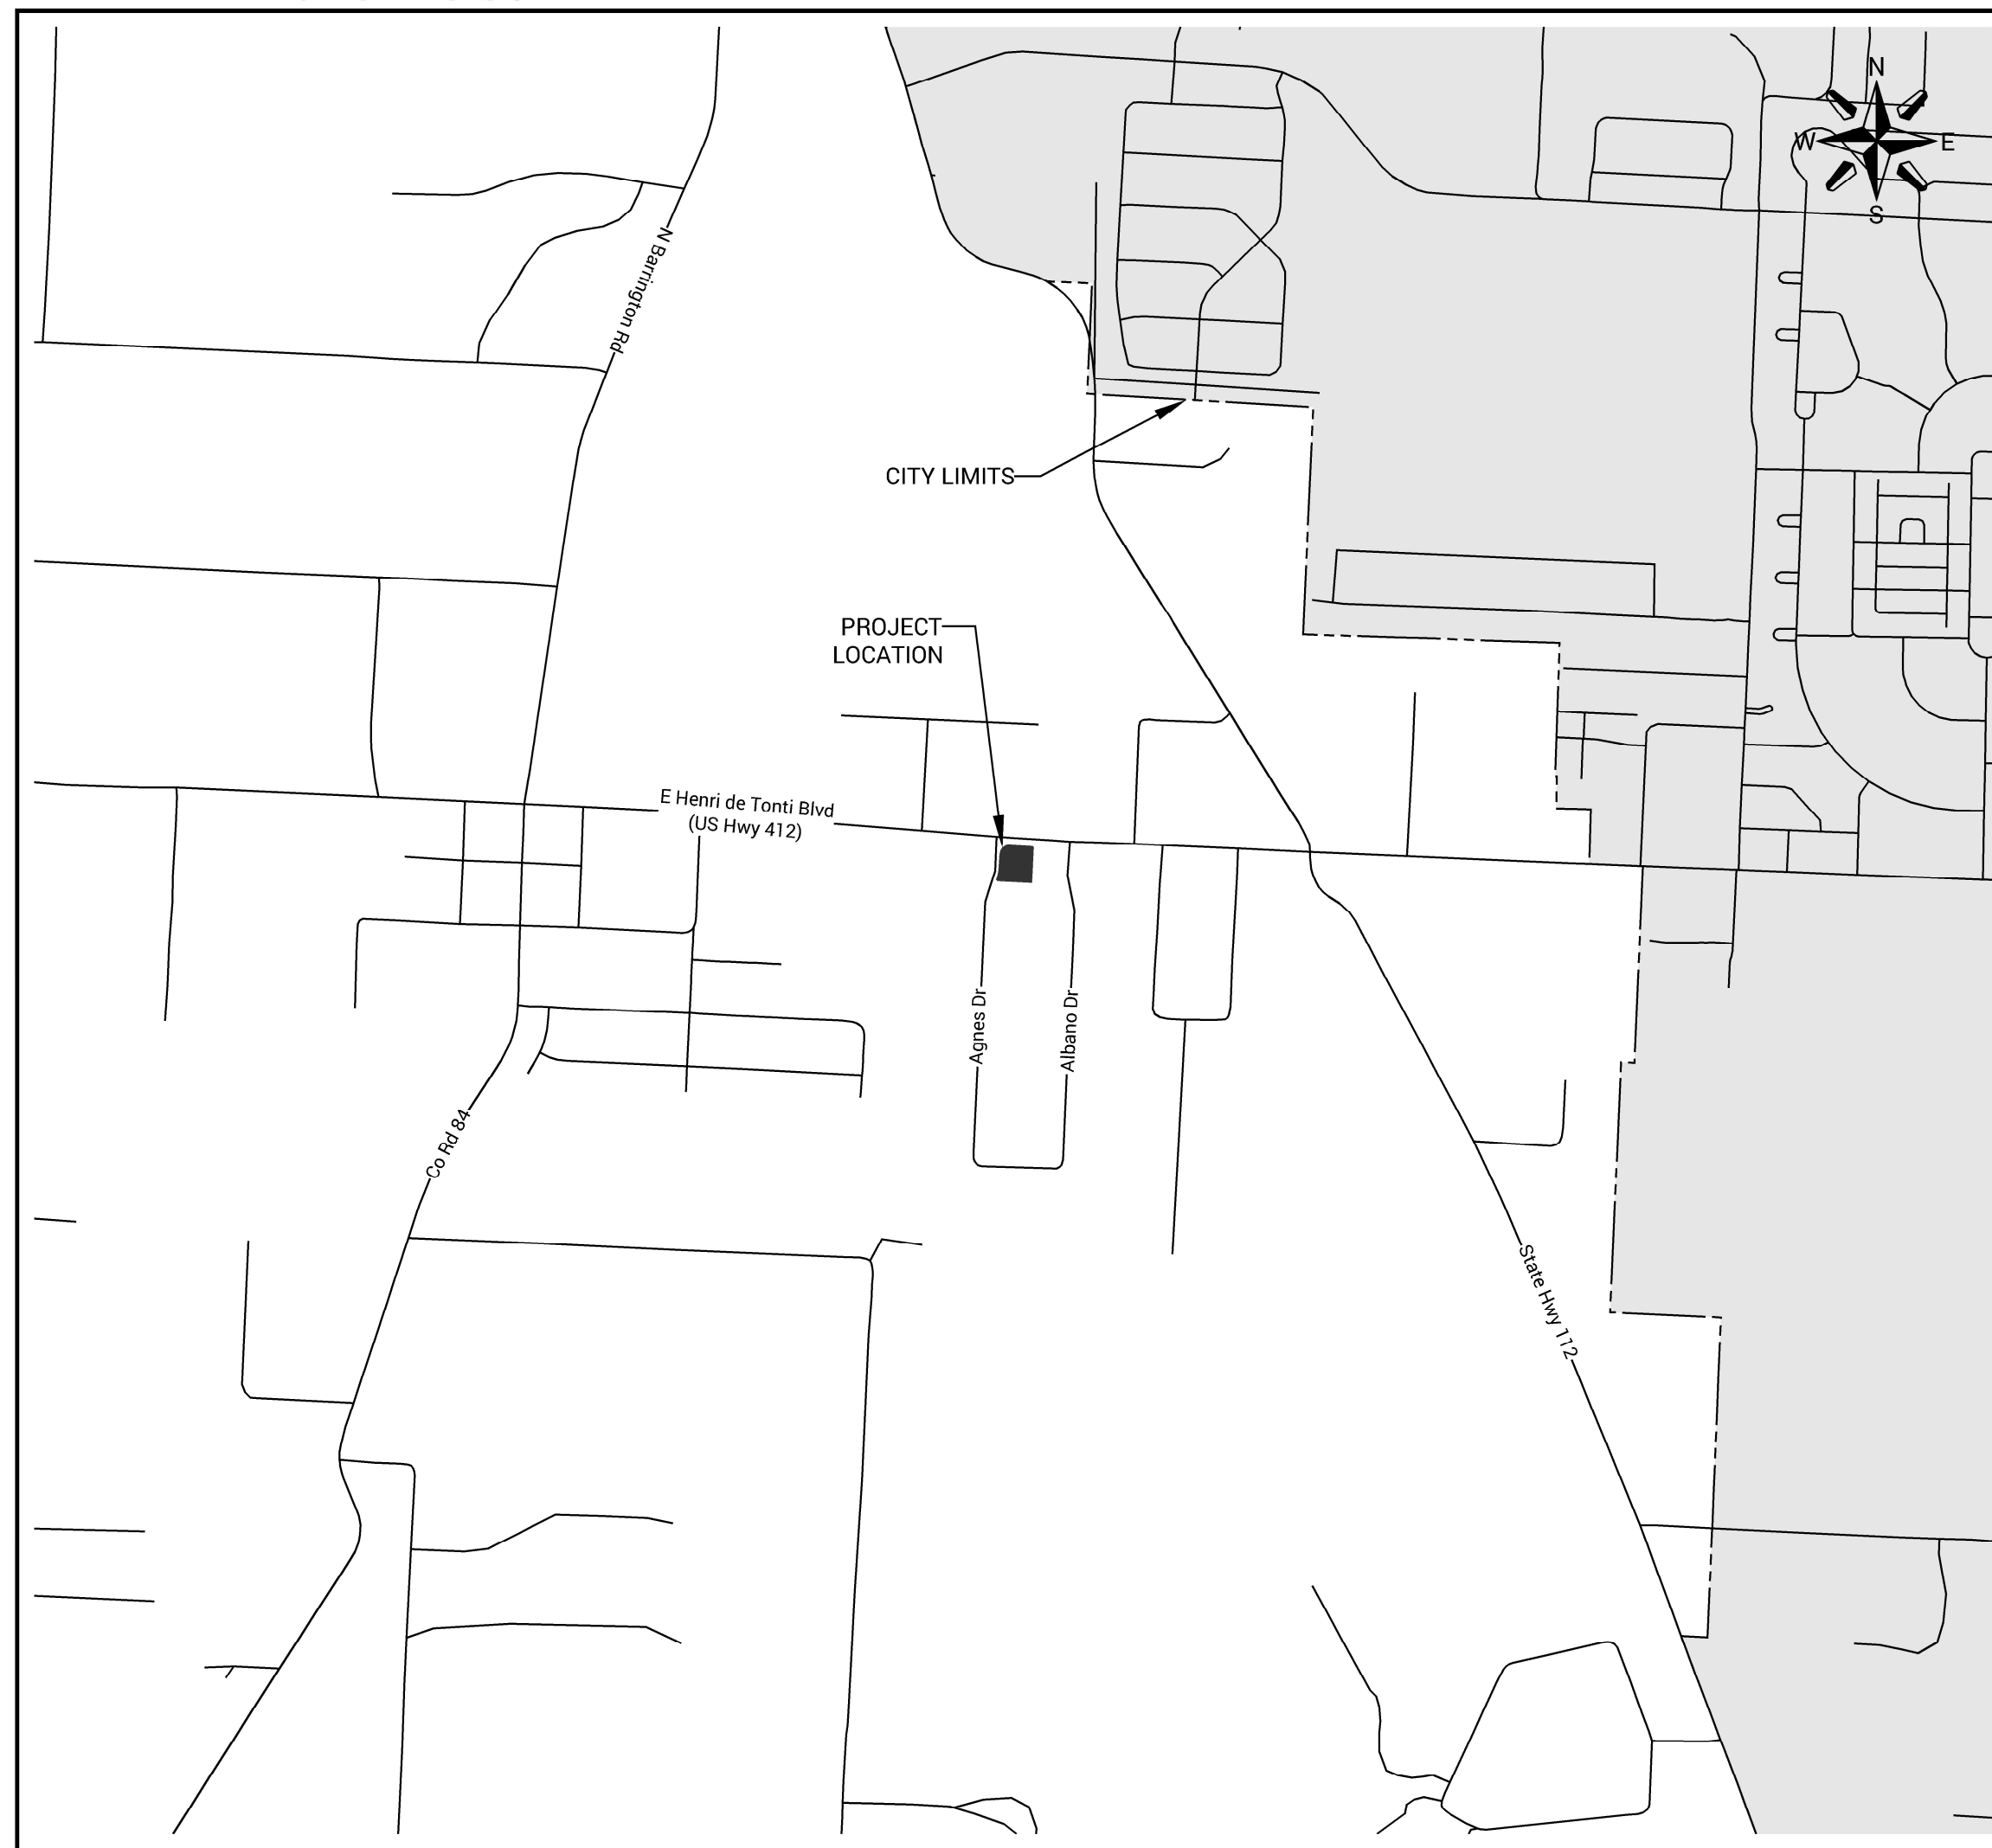 N
W
E
S
N Barrington Rd
CITY LIMITS
PROJECT
LOCATION
E Henri de Tonti Blvd
(US Hwy 412)
Agnes Dr
Albano Dr
Co Rd 84
State Hwy 112